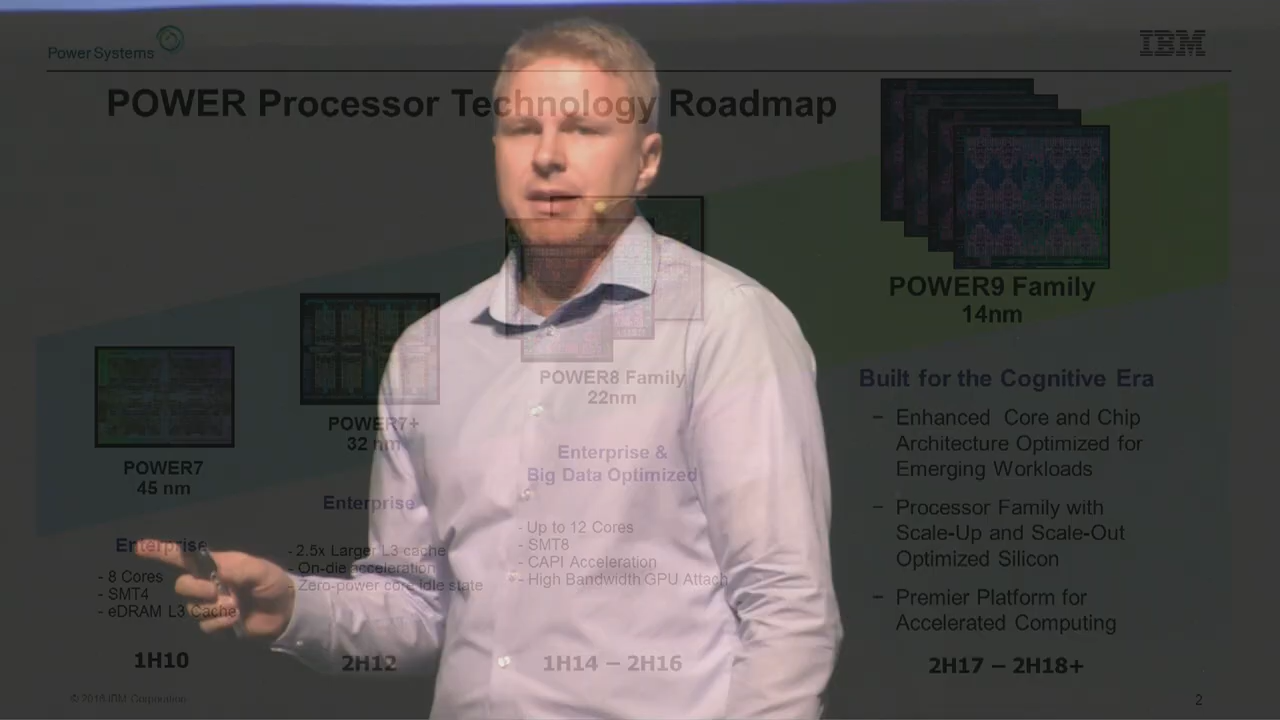 Power Systems
IBM
POWER Processor Technology Roadmap
POWER9 Family
14nm
Built for the Cognitive Era
– Enhanced Core and Chip
Architecture Optimized for
Emerging Workloads
– Processor Family with
Scale-Up and Scale-Out
Optimized Silicon
– Premier Platform for
Accelerated Computing
2H17 – 2H18+
POWER8 Family
22nm
Enterprise &
Big Data Optimized
- Up to 12 Cores
- SMT8
- CAPI Acceleration
- High Bandwidth GPU Attach
1H14 – 2H16
POWER7+
32 nm
Enterprise
- 2.5x Larger L3 cache
- On-die acceleration
- Zero-power core idle state
2H12
POWER7
45 nm
Enterprise
- 8 Cores
- SMT4
- eDRAM L3 Cache
1H10
© 2016 IBM Corporation
2